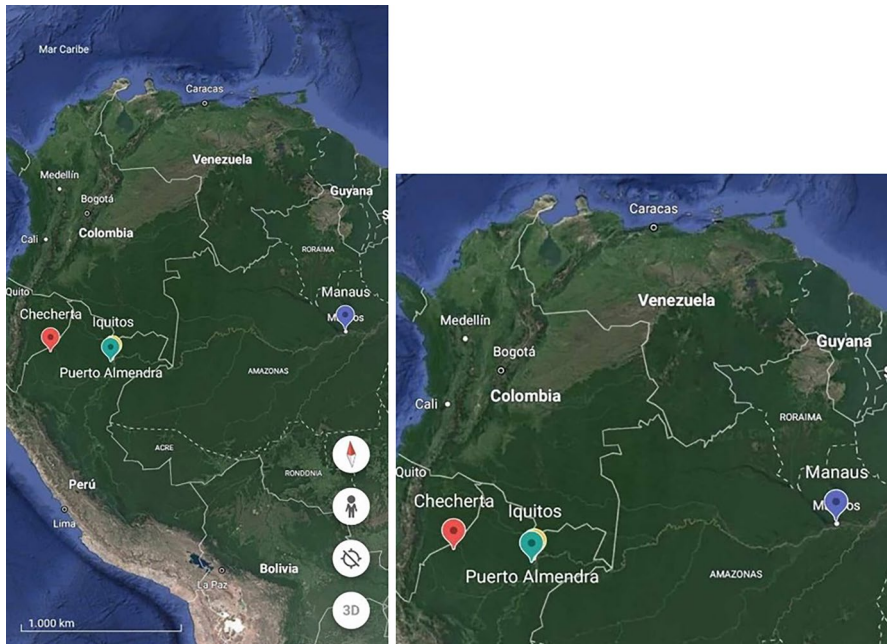 Mar Caribe
Caracas
Venezuela
Medellín
Guyana
Bogotá
Cali
Colombia
RORAIMA
Quito
Manaus
Checherta
Iquitos
Puerto Almendra
AMAZONAS
ACRE
RONDONIA
Perú
Lima
Bolivia
La Paz
3D
1.000 km
Caracas
Venezuela
Medellín
Guyana
Bogotá
Colombia
Cali
RORAIMA
Quito
Manaus
Checherta
Iquitos
Puerto Almendra
AMAZONAS